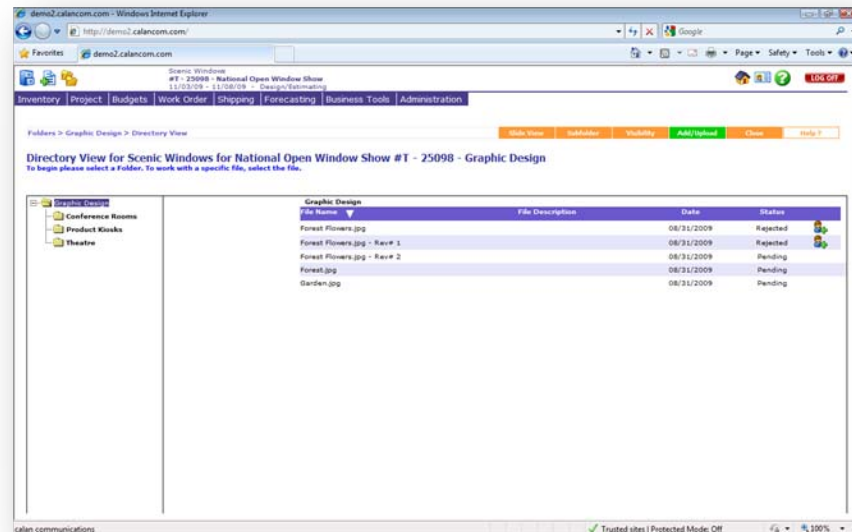 demo2.calancom.com - Windows Internet Explorer
http://demo2.calancom.com/
Google
Favorites
demo2.calancom.com
Page Safety Tools
Scenic Windows
#T - 25098 - National Open Window Show
11/03/09 - 11/08/09 - Design/Estimating
LOG OFF
Inventory Project Budgets Work Order Shipping Forecasting Business Tools Administration
Folders > Graphic Design > Directory View
Slide View Subfolder Visibility Add/Upload Close Help ?
Directory View for Scenic Windows for National Open Window Show #T - 25098 - Graphic Design
To begin please select a Folder. To work with a specific file, select the file.
Graphic Design
Conference Rooms
Product Kiosks
Theatre
Graphic Design
File Name File Description Date Status
Forest Flowers.jpg 08/31/2009 Rejected
Forest Flowers.jpg - Rev# 1 08/31/2009 Rejected
Forest Flowers.jpg - Rev# 2 08/31/2009 Pending
Forest.jpg 08/31/2009 Pending
Garden.jpg 08/31/2009 Pending
calan communications
Trusted sites | Protected Mode: Off
100%